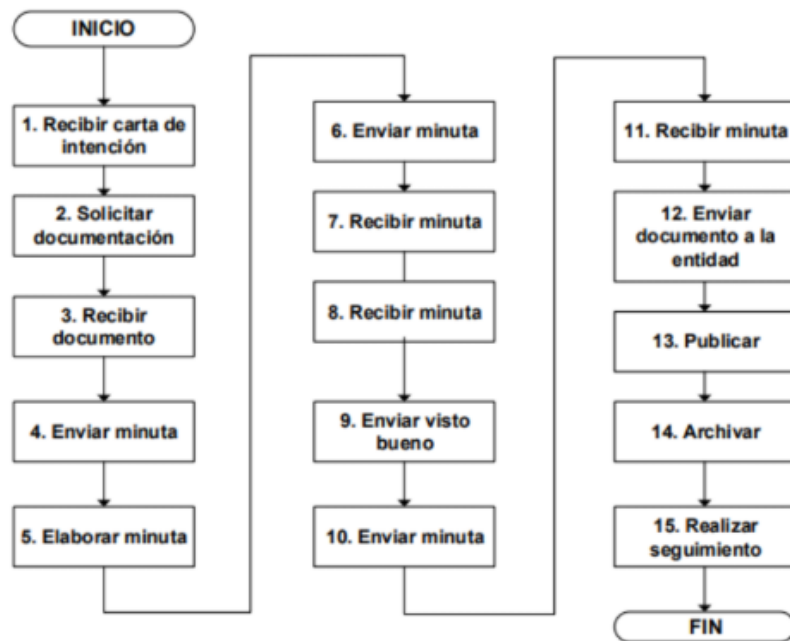 INICIO
1. Recibir carta de
intención
2. Solicitar
documentación
3. Recibir
documento
4. Enviar minuta
5. Elaborar minuta
6. Enviar minuta
7. Recibir minuta
8. Recibir minuta
9. Enviar visto
bueno
10. Enviar minuta
11. Recibir minuta
12. Enviar
documento a la
entidad
13. Publicar
14. Archivar
15. Realizar
seguimiento
FIN